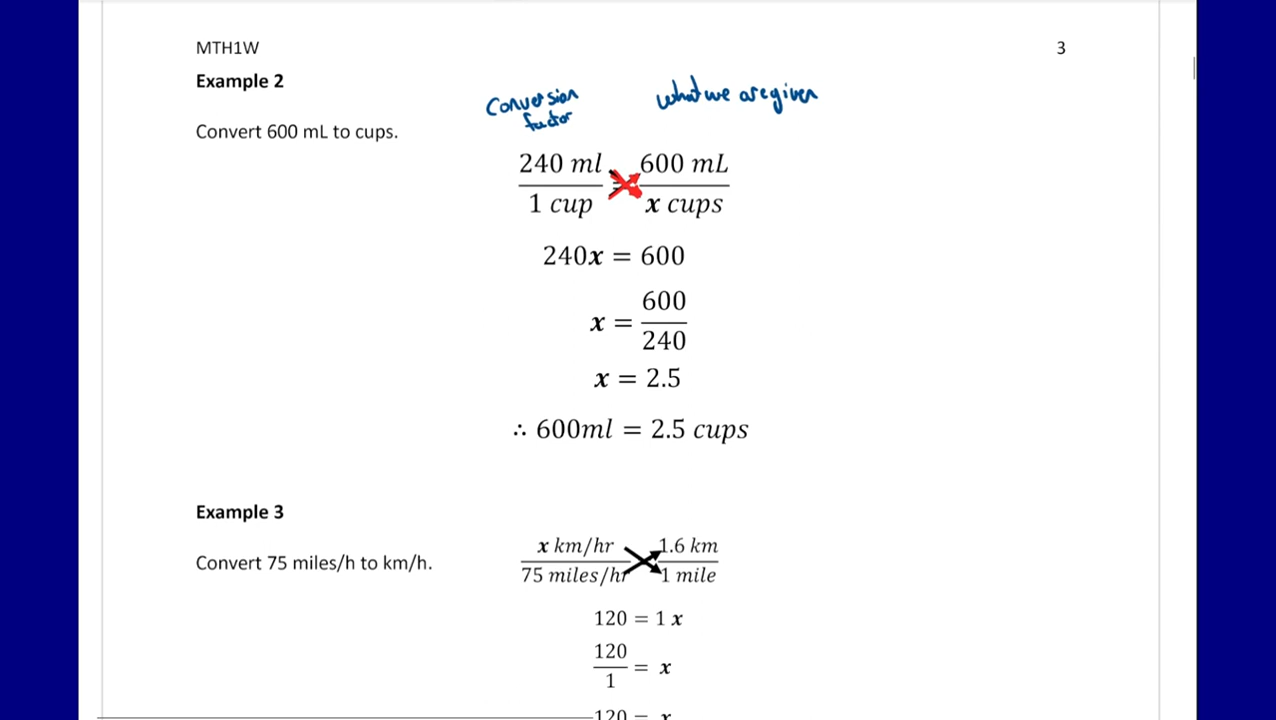 MTH1W 3
Example 2
Conversion factor
what we are given
Convert 600 mL to cups.
240 ml / 1 cup = 600 mL / x cups
240x = 600
x = 600 / 240
x = 2.5
∴ 600ml = 2.5 cups
Example 3
Convert 75 miles/h to km/h.
x km/hr / 75 miles/hr 1.6 km / 1 mile
120 = 1 x
120 / 1 = x
120 = x